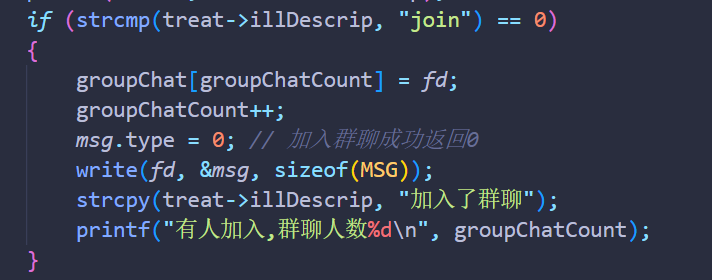 if (strcmp(treat->illDescrip, "join") == 0)
{
groupChat[groupChatCount] = fd;
groupChatCount++;
msg.type = 0; // 加入群聊成功返回0
write(fd, &msg, sizeof(MSG));
strcpy(treat->illDescrip, "加入了群聊");
printf("有人加入,群聊人数%d\n", groupChatCount);
}